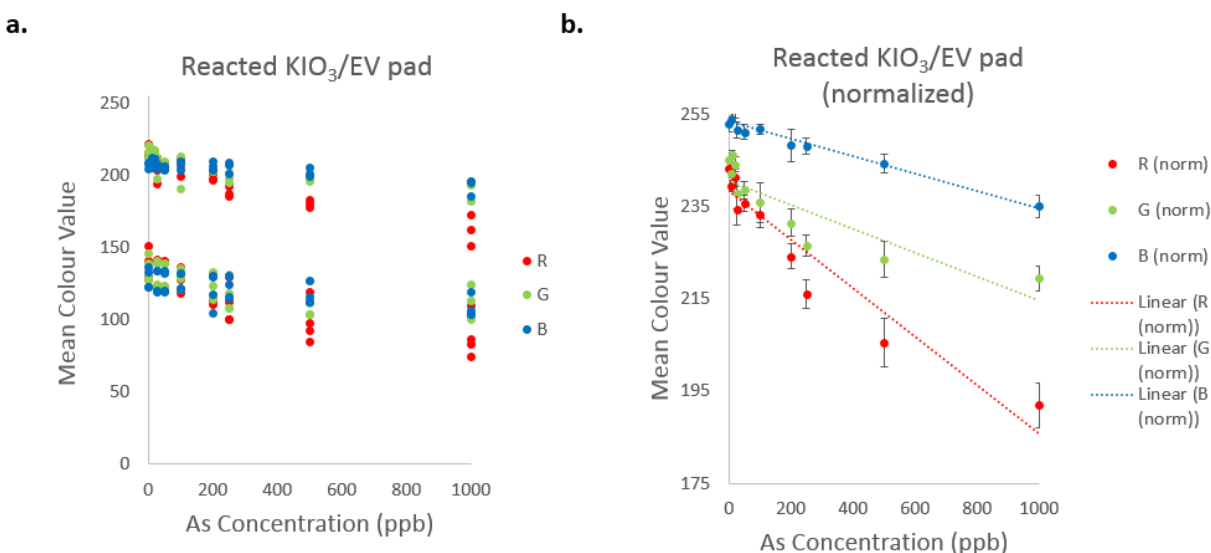 a.
Reacted KIO₃/EV pad
250
200
150
100
50
0
0 200 400 600 800 1000
Mean Colour Value
As Concentration (ppb)
R
G
B
b.
Reacted KIO₃/EV pad
(normalized)
255
235
215
195
175
0 200 400 600 800 1000
Mean Colour Value
As Concentration (ppb)
R (norm)
G (norm)
B (norm)
Linear (R
(norm))
Linear (G
(norm))
Linear (B
(norm))